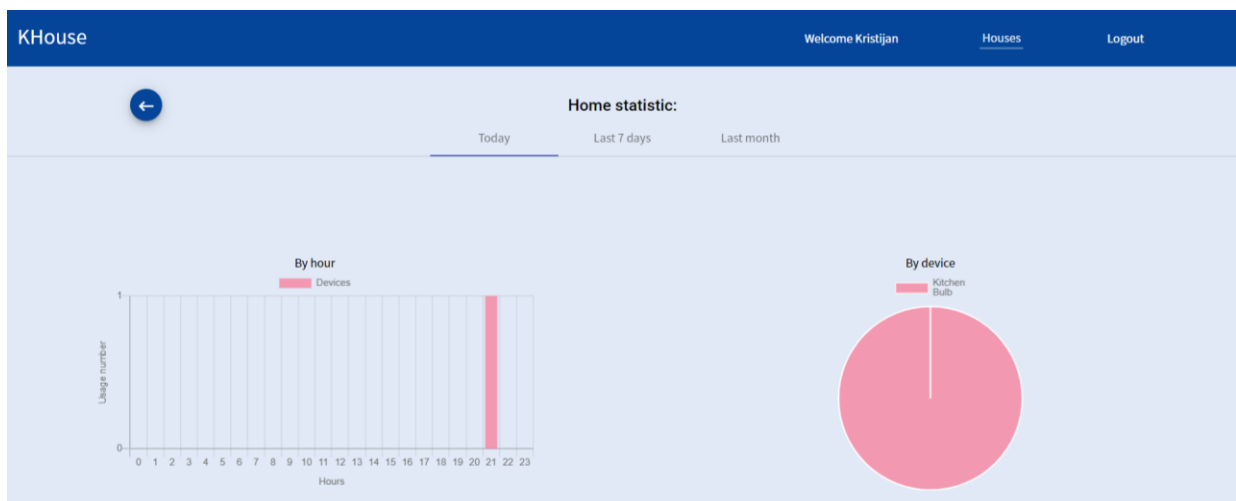 KHouse
Welcome Kristijan
Houses
Logout
Home statistic:
Today
Last 7 days
Last month
By hour
Devices
1
Usage number
0
0 1 2 3 4 5 6 7 8 9 10 11 12 13 14 15 16 17 18 19 20 21 22 23
Hours
By device
Kitchen
Bulb